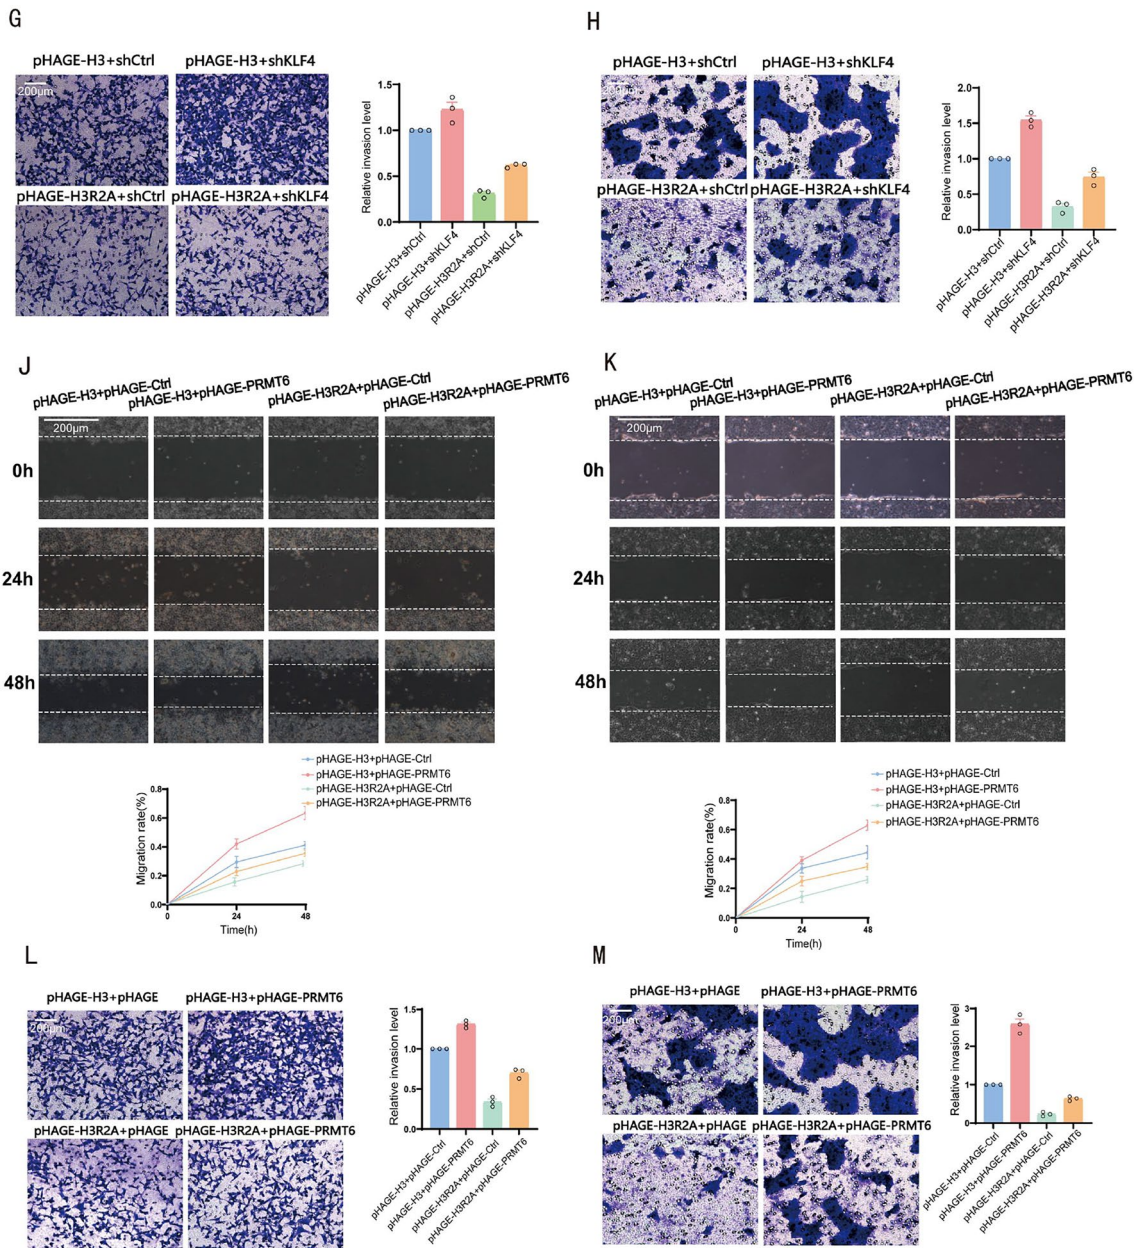 G
pHAGE-H3+shCtrl
pHAGE-H3+shKLF4
200μm
pHAGE-H3R2A+shCtrl
pHAGE-H3R2A+shKLF4
Relative invasion level
1.5
1.0
0.5
0.0
pHAGE-H3+shCtrl
pHAGE-H3+shKLF4
pHAGE-H3R2A+shCtrl
pHAGE-H3R2A+shKLF4
H
pHAGE-H3+shCtrl
pHAGE-H3+shKLF4
200μm
pHAGE-H3R2A+shCtrl
pHAGE-H3R2A+shKLF4
Relative invasion level
2.0
1.5
1.0
0.5
0.0
pHAGE-H3+shCtrl
pHAGE-H3+shKLF4
pHAGE-H3R2A+shCtrl
pHAGE-H3R2A+shKLF4
J
pHAGE-H3+pHAGE-Ctrl
pHAGE-H3+pHAGE-PRMT6
pHAGE-H3R2A+pHAGE-Ctrl
pHAGE-H3R2A+pHAGE-PRMT6
200μm
0h
24h
48h
pHAGE-H3+pHAGE-Ctrl
pHAGE-H3+pHAGE-PRMT6
pHAGE-H3R2A+pHAGE-Ctrl
pHAGE-H3R2A+pHAGE-PRMT6
Migration rate(%)
0.8
0.6
0.4
0.2
0.0
0
24
48
Time(h)
K
pHAGE-H3+pHAGE-Ctrl
pHAGE-H3+pHAGE-PRMT6
pHAGE-H3R2A+pHAGE-Ctrl
pHAGE-H3R2A+pHAGE-PRMT6
200μm
0h
24h
48h
pHAGE-H3+pHAGE-Ctrl
pHAGE-H3+pHAGE-PRMT6
pHAGE-H3R2A+pHAGE-Ctrl
pHAGE-H3R2A+pHAGE-PRMT6
Migration rate(%)
0.8
0.6
0.4
0.2
0.0
0
24
48
Time(h)
L
pHAGE-H3+pHAGE
pHAGE-H3+pHAGE-PRMT6
200μm
pHAGE-H3R2A+pHAGE
pHAGE-H3R2A+pHAGE-PRMT6
Relative invasion level
1.5
1.0
0.5
0.0
pHAGE-H3+pHAGE-Ctrl
pHAGE-H3+pHAGE-PRMT6
pHAGE-H3R2A+pHAGE-Ctrl
pHAGE-H3R2A+pHAGE-PRMT6
M
pHAGE-H3+pHAGE
pHAGE-H3+pHAGE-PRMT6
200μm
pHAGE-H3R2A+pHAGE
pHAGE-H3R2A+pHAGE-PRMT6
Relative invasion level
3
2
1
0
pHAGE-H3+pHAGE-Ctrl
pHAGE-H3+pHAGE-PRMT6
pHAGE-H3R2A+pHAGE-Ctrl
pHAGE-H3R2A+pHAGE-PRMT6